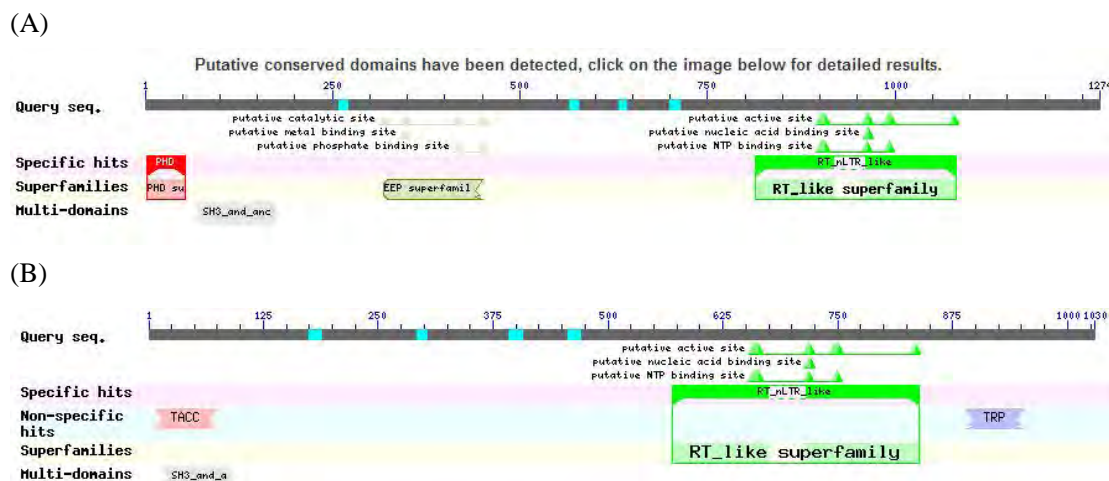 (A)
Putative conserved domains have been detected, click on the image below for detailed results.
1 250 500 750 1000 1274
Query seq.
putative catalytic site putative active site
putative metal binding site putative nucleic acid binding site
putative phosphate binding site putative NTP binding site
Specific hits PHD RT_nLTR_like
Superfamilies PHD su EEP superfamil RT_like superfamily
Multi-domains SH3_and_anc
(B)
1 125 250 375 500 625 750 875 1000 1030
Query seq.
putative active site
putative nucleic acid binding site
putative NTP binding site
Specific hits RT_nLTR_like
Non-specific
hits TACC TRP
Superfamilies RT_like superfamily
Multi-domains SH3_and_a